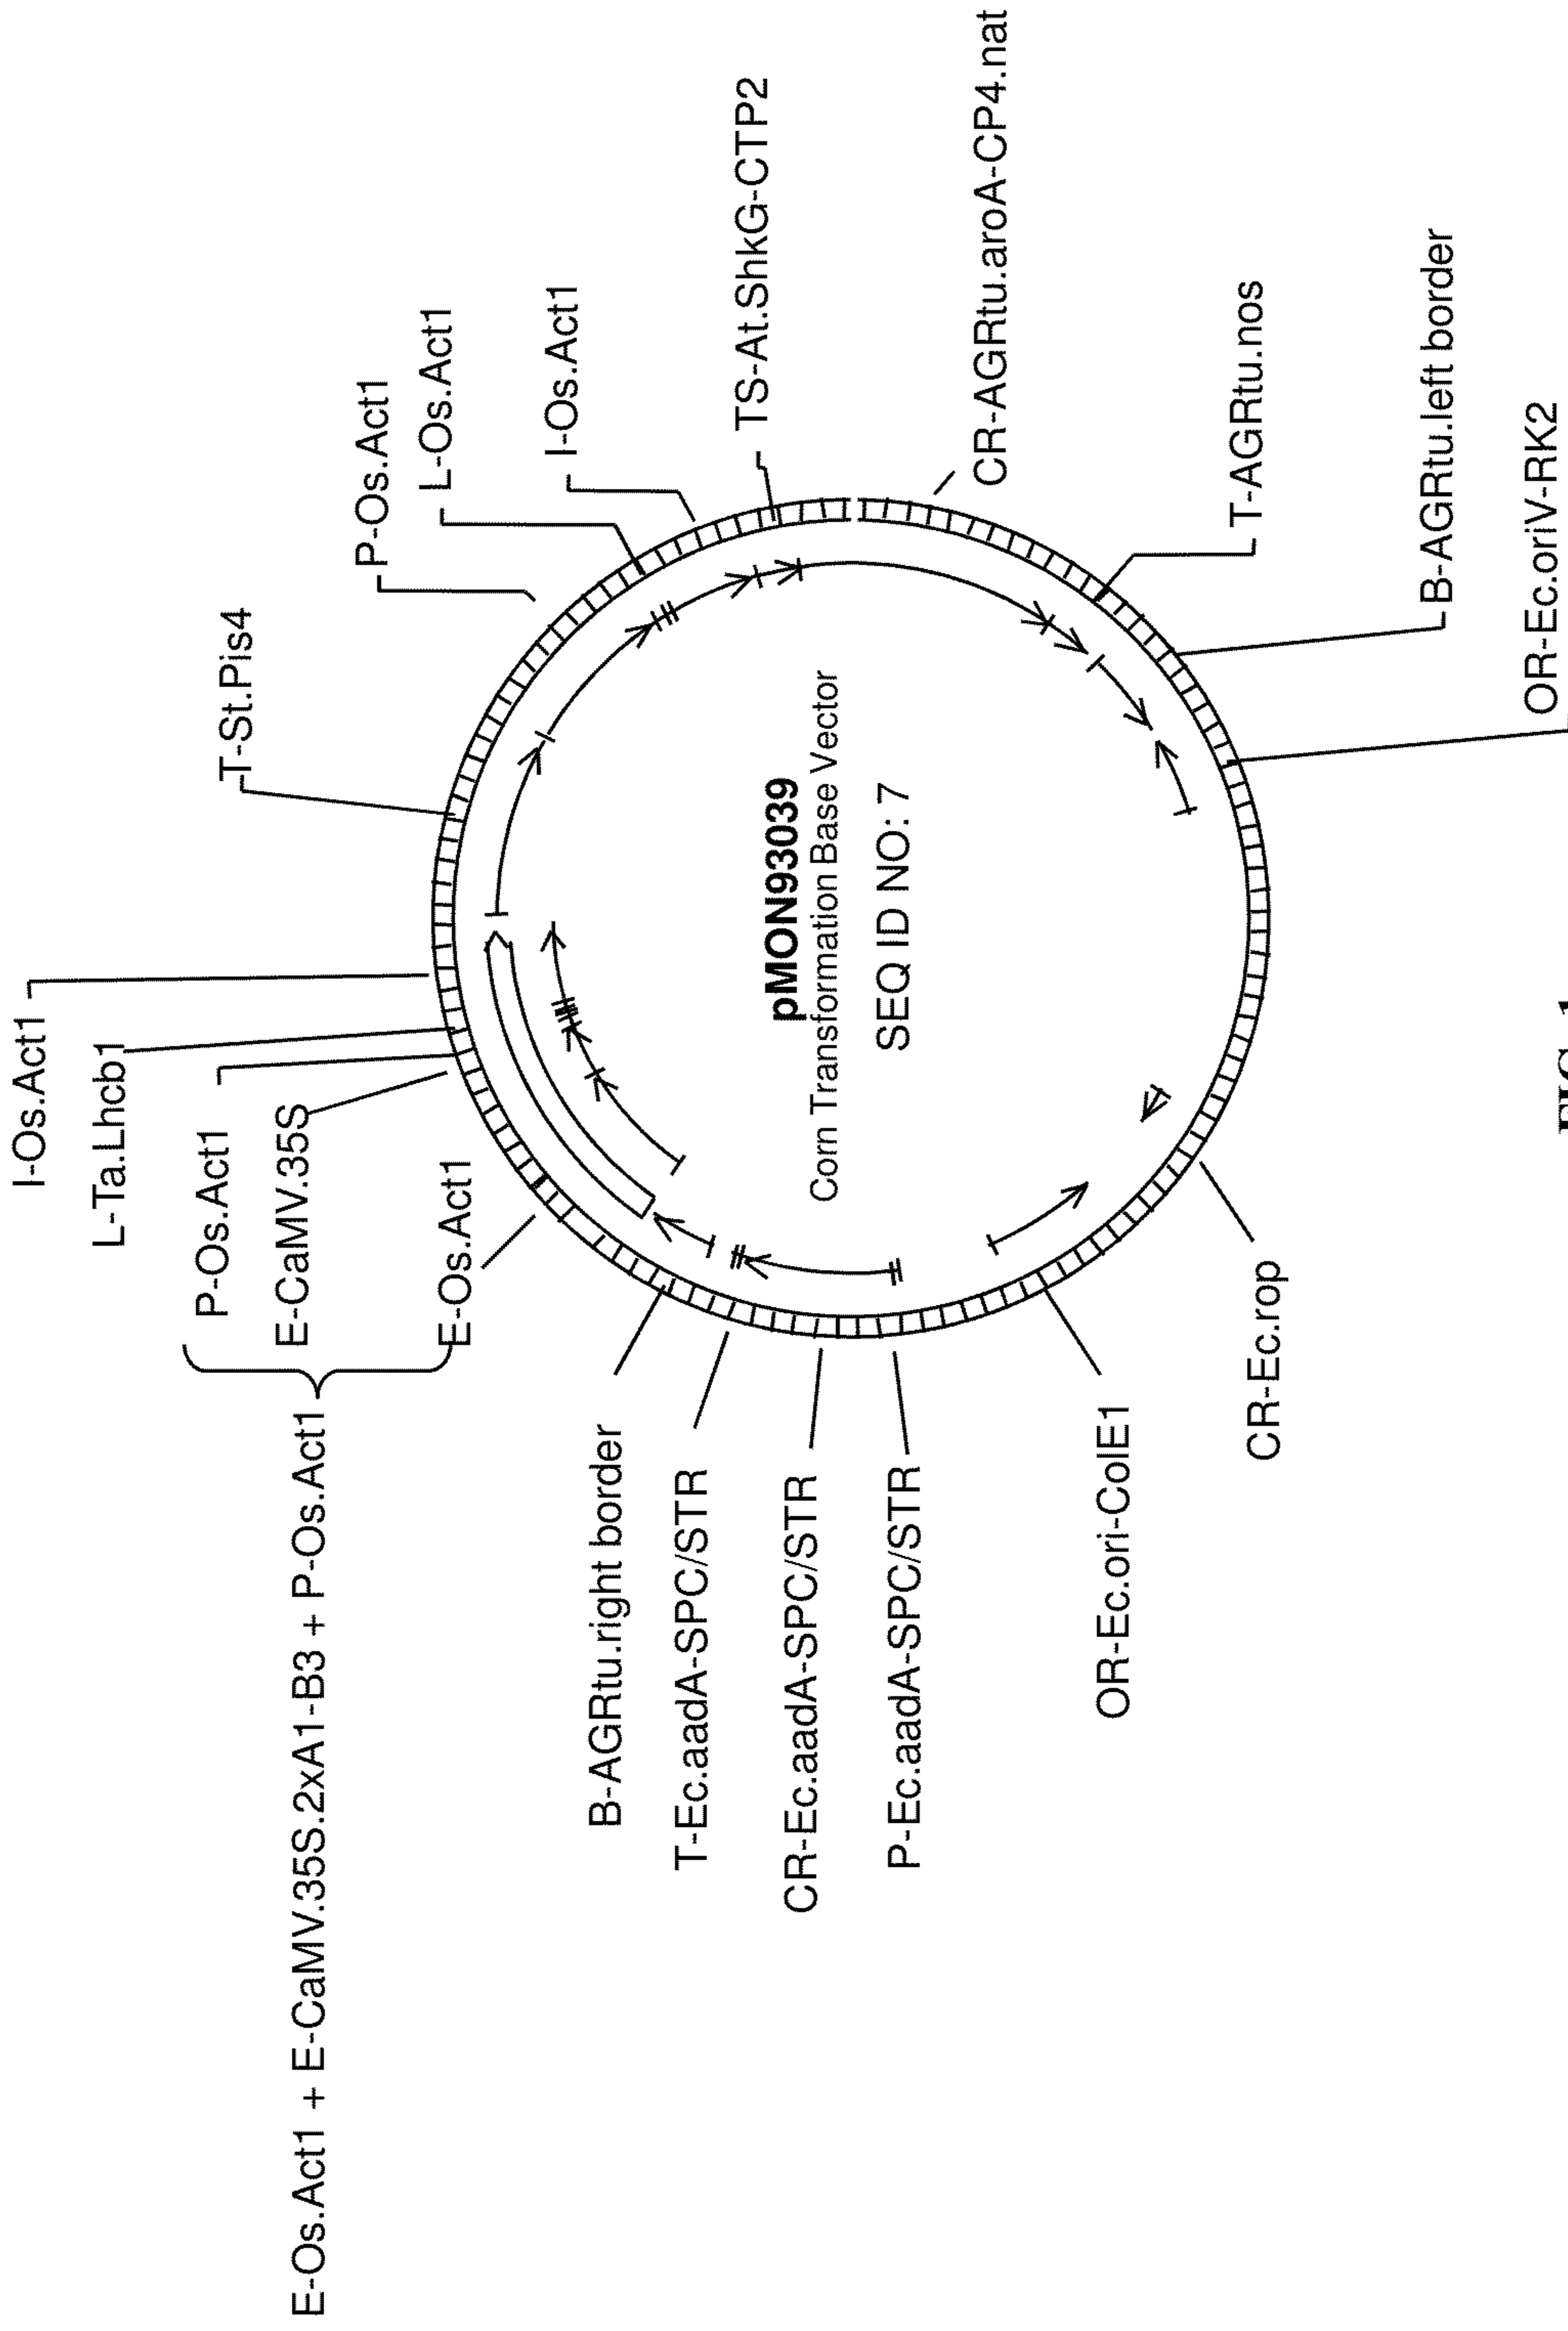 E-Os.Act1 + E-CaMV.35S.2xA1-B3 + P-Os.Act1
I-Os.Act1
L-Ta.Lhcb1
P-Os.Act1
E-CaMV.35S
E-Os.Act1
T-St.Pis4
P-Os.Act1
L-Os.Act1
I-Os.Act1
TS-At.ShkG-CTP2
CR-AGRtu.aroA-CP4.nat
T-AGRtu.nos
B-AGRtu.left border
OR-Ec.oriV-RK2
B-AGRtu.right border
T-Ec.aadA-SPC/STR
CR-Ec.aadA-SPC/STR
P-Ec.aadA-SPC/STR
OR-Ec.ori-ColE1
CR-Ec.rop
pMON93039
Corn Transformation Base Vector
SEQ ID NO: 7